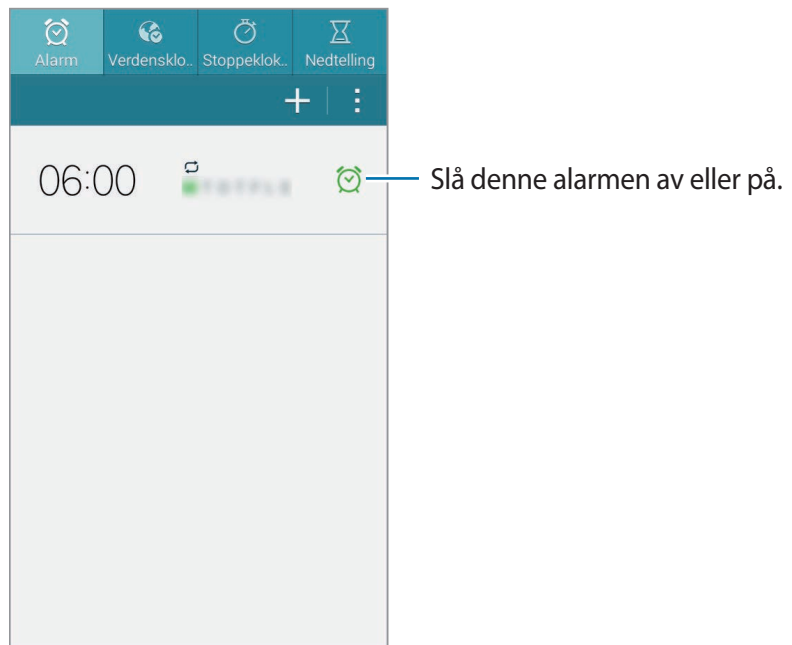 Alarm
Verdensklo..
Stoppeklok..
Nedtelling
06:00
Slå denne alarmen av eller på.